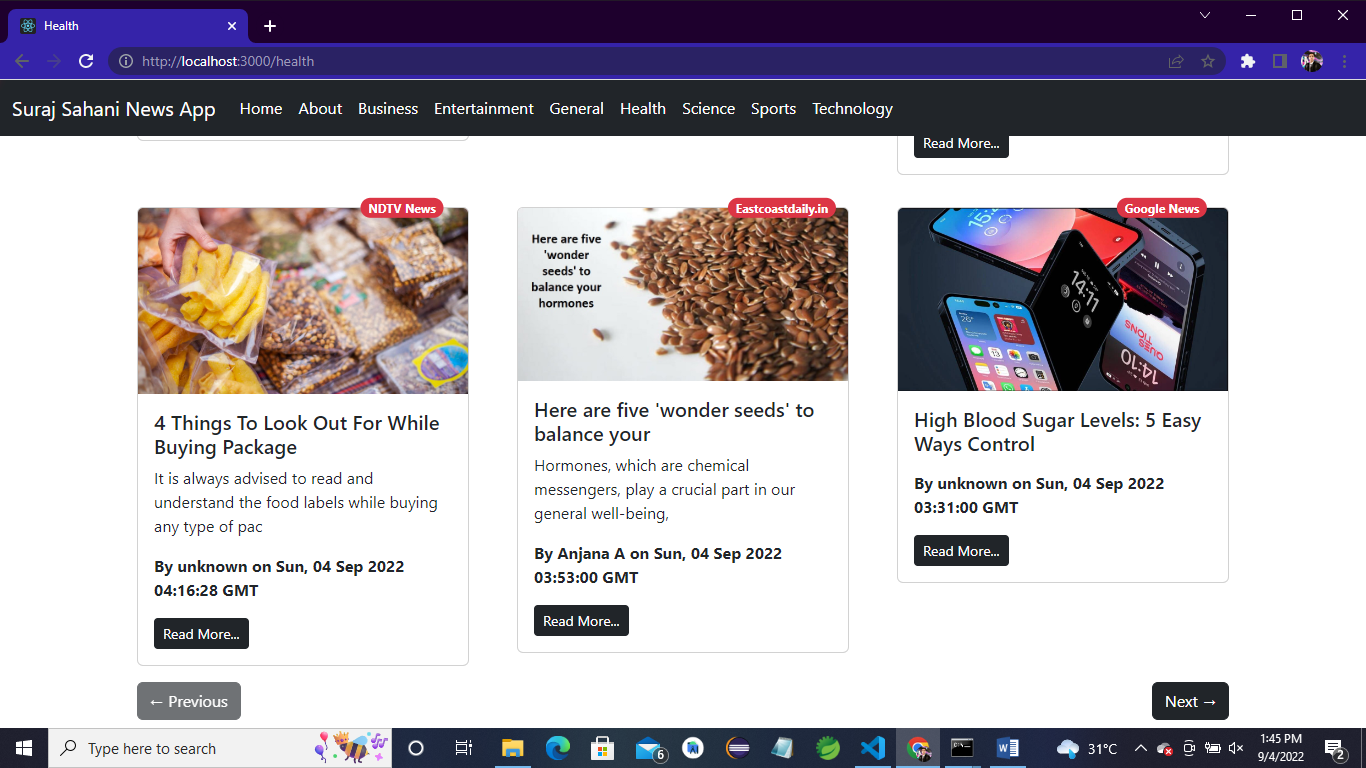 Health
http://localhost:3000/health
Suraj Sahani News App Home About Business Entertainment General Health Science Sports Technology
Read More...
NDTV News
4 Things To Look Out For While
Buying Package
It is always advised to read and
understand the food labels while buying
any type of pac
By unknown on Sun, 04 Sep 2022
04:16:28 GMT
Read More...
Eastcoastdaily.in
Here are five
'wonder
seeds' to
balance your
hormones
Here are five 'wonder seeds' to
balance your
Hormones, which are chemical
messengers, play a crucial part in our
general well-being,
By Anjana A on Sun, 04 Sep 2022
03:53:00 GMT
Read More...
Google News
14:11
14:10
High Blood Sugar Levels: 5 Easy
Ways Control
By unknown on Sun, 04 Sep 2022
03:31:00 GMT
Read More...
← Previous
Next →
Type here to search
6
31°C
1:45 PM
9/4/2022
2